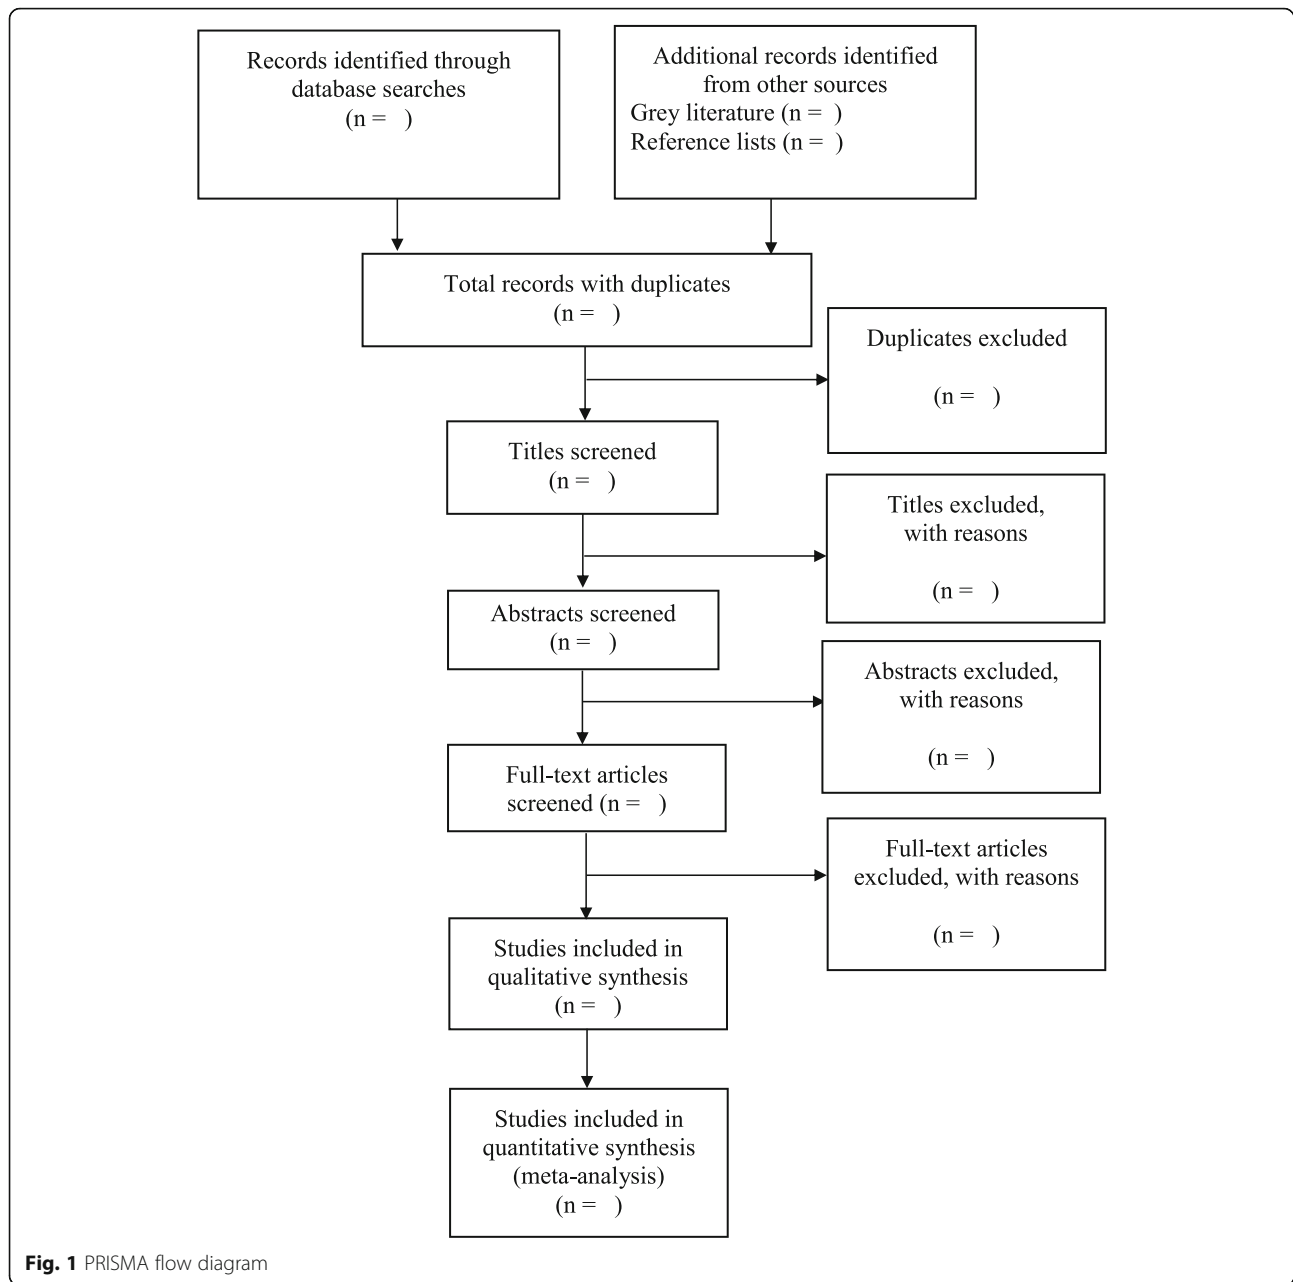 Records identified through
database searches
(n =   )
Additional records identified
from other sources
Grey literature (n =  )
Reference lists (n =  )
Total records with duplicates
(n =   )
Duplicates excluded
(n =   )
Titles screened
(n =   )
Titles excluded,
with reasons
(n =   )
Abstracts screened
(n =   )
Abstracts excluded,
with reasons
(n =   )
Full-text articles
screened (n =   )
Full-text articles
excluded, with reasons
(n =   )
Studies included in
qualitative synthesis
(n =   )
Studies included in
quantitative synthesis
(meta-analysis)
(n =   )
Fig. 1 PRISMA flow diagram